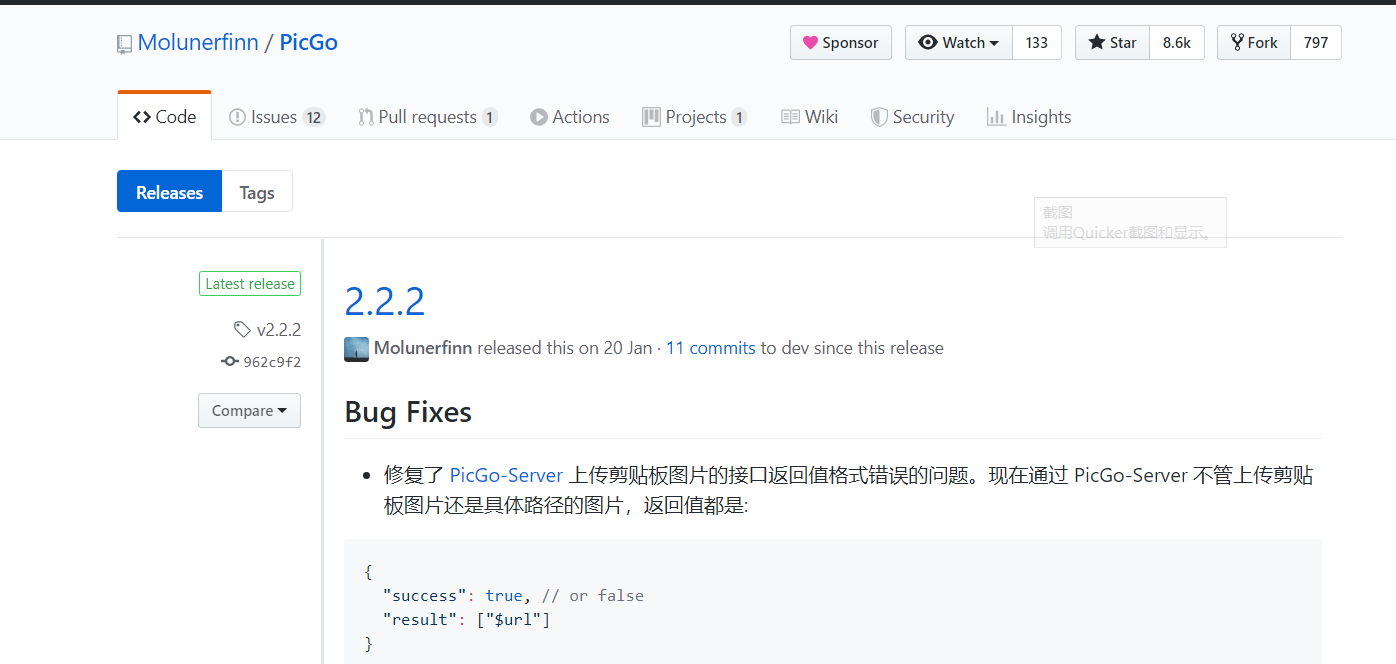 Molunerfinn / PicGo
Sponsor Watch 133 Star 8.6k Fork 797
Code Issues 12 Pull requests 1 Actions Projects 1 Wiki Security Insights
Releases Tags
截图
调用Quicker截图和显示。
Latest release
v2.2.2
962c9f2
Compare
2.2.2
Molunerfinn released this on 20 Jan · 11 commits to dev since this release
Bug Fixes
修复了 PicGo-Server 上传剪贴板图片的接口返回值格式错误的问题。现在通过 PicGo-Server 不管上传剪贴
板图片还是具体路径的图片，返回值都是:
{
"success": true, // or false
"result": ["$url"]
}